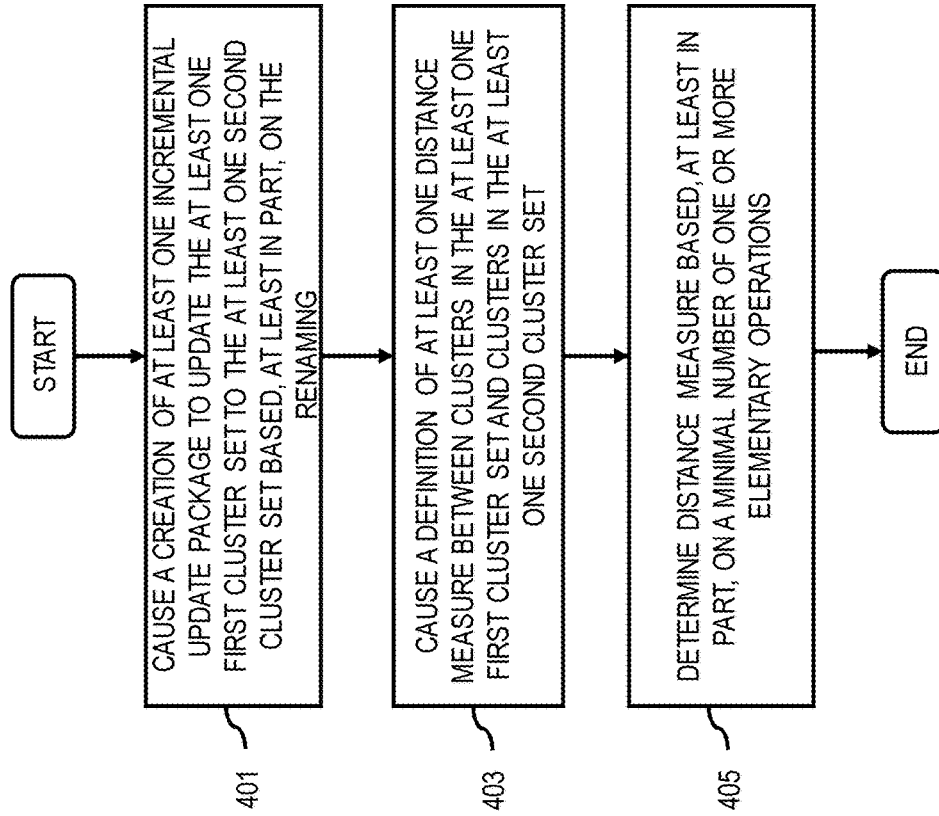 START
CAUSE A CREATION OF AT LEAST ONE INCREMENTAL
UPDATE PACKAGE TO UPDATE THE AT LEAST ONE
FIRST CLUSTER SET TO THE AT LEAST ONE SECOND
CLUSTER SET BASED, AT LEAST IN PART, ON THE
RENAMING
401
CAUSE A DEFINITION OF AT LEAST ONE DISTANCE
MEASURE BETWEEN CLUSTERS IN THE AT LEAST ONE
FIRST CLUSTER SET AND CLUSTERS IN THE AT LEAST
ONE SECOND CLUSTER SET
403
DETERMINE DISTANCE MEASURE BASED, AT LEAST IN
PART, ON A MINIMAL NUMBER OF ONE OR MORE
ELEMENTARY OPERATIONS
405
END